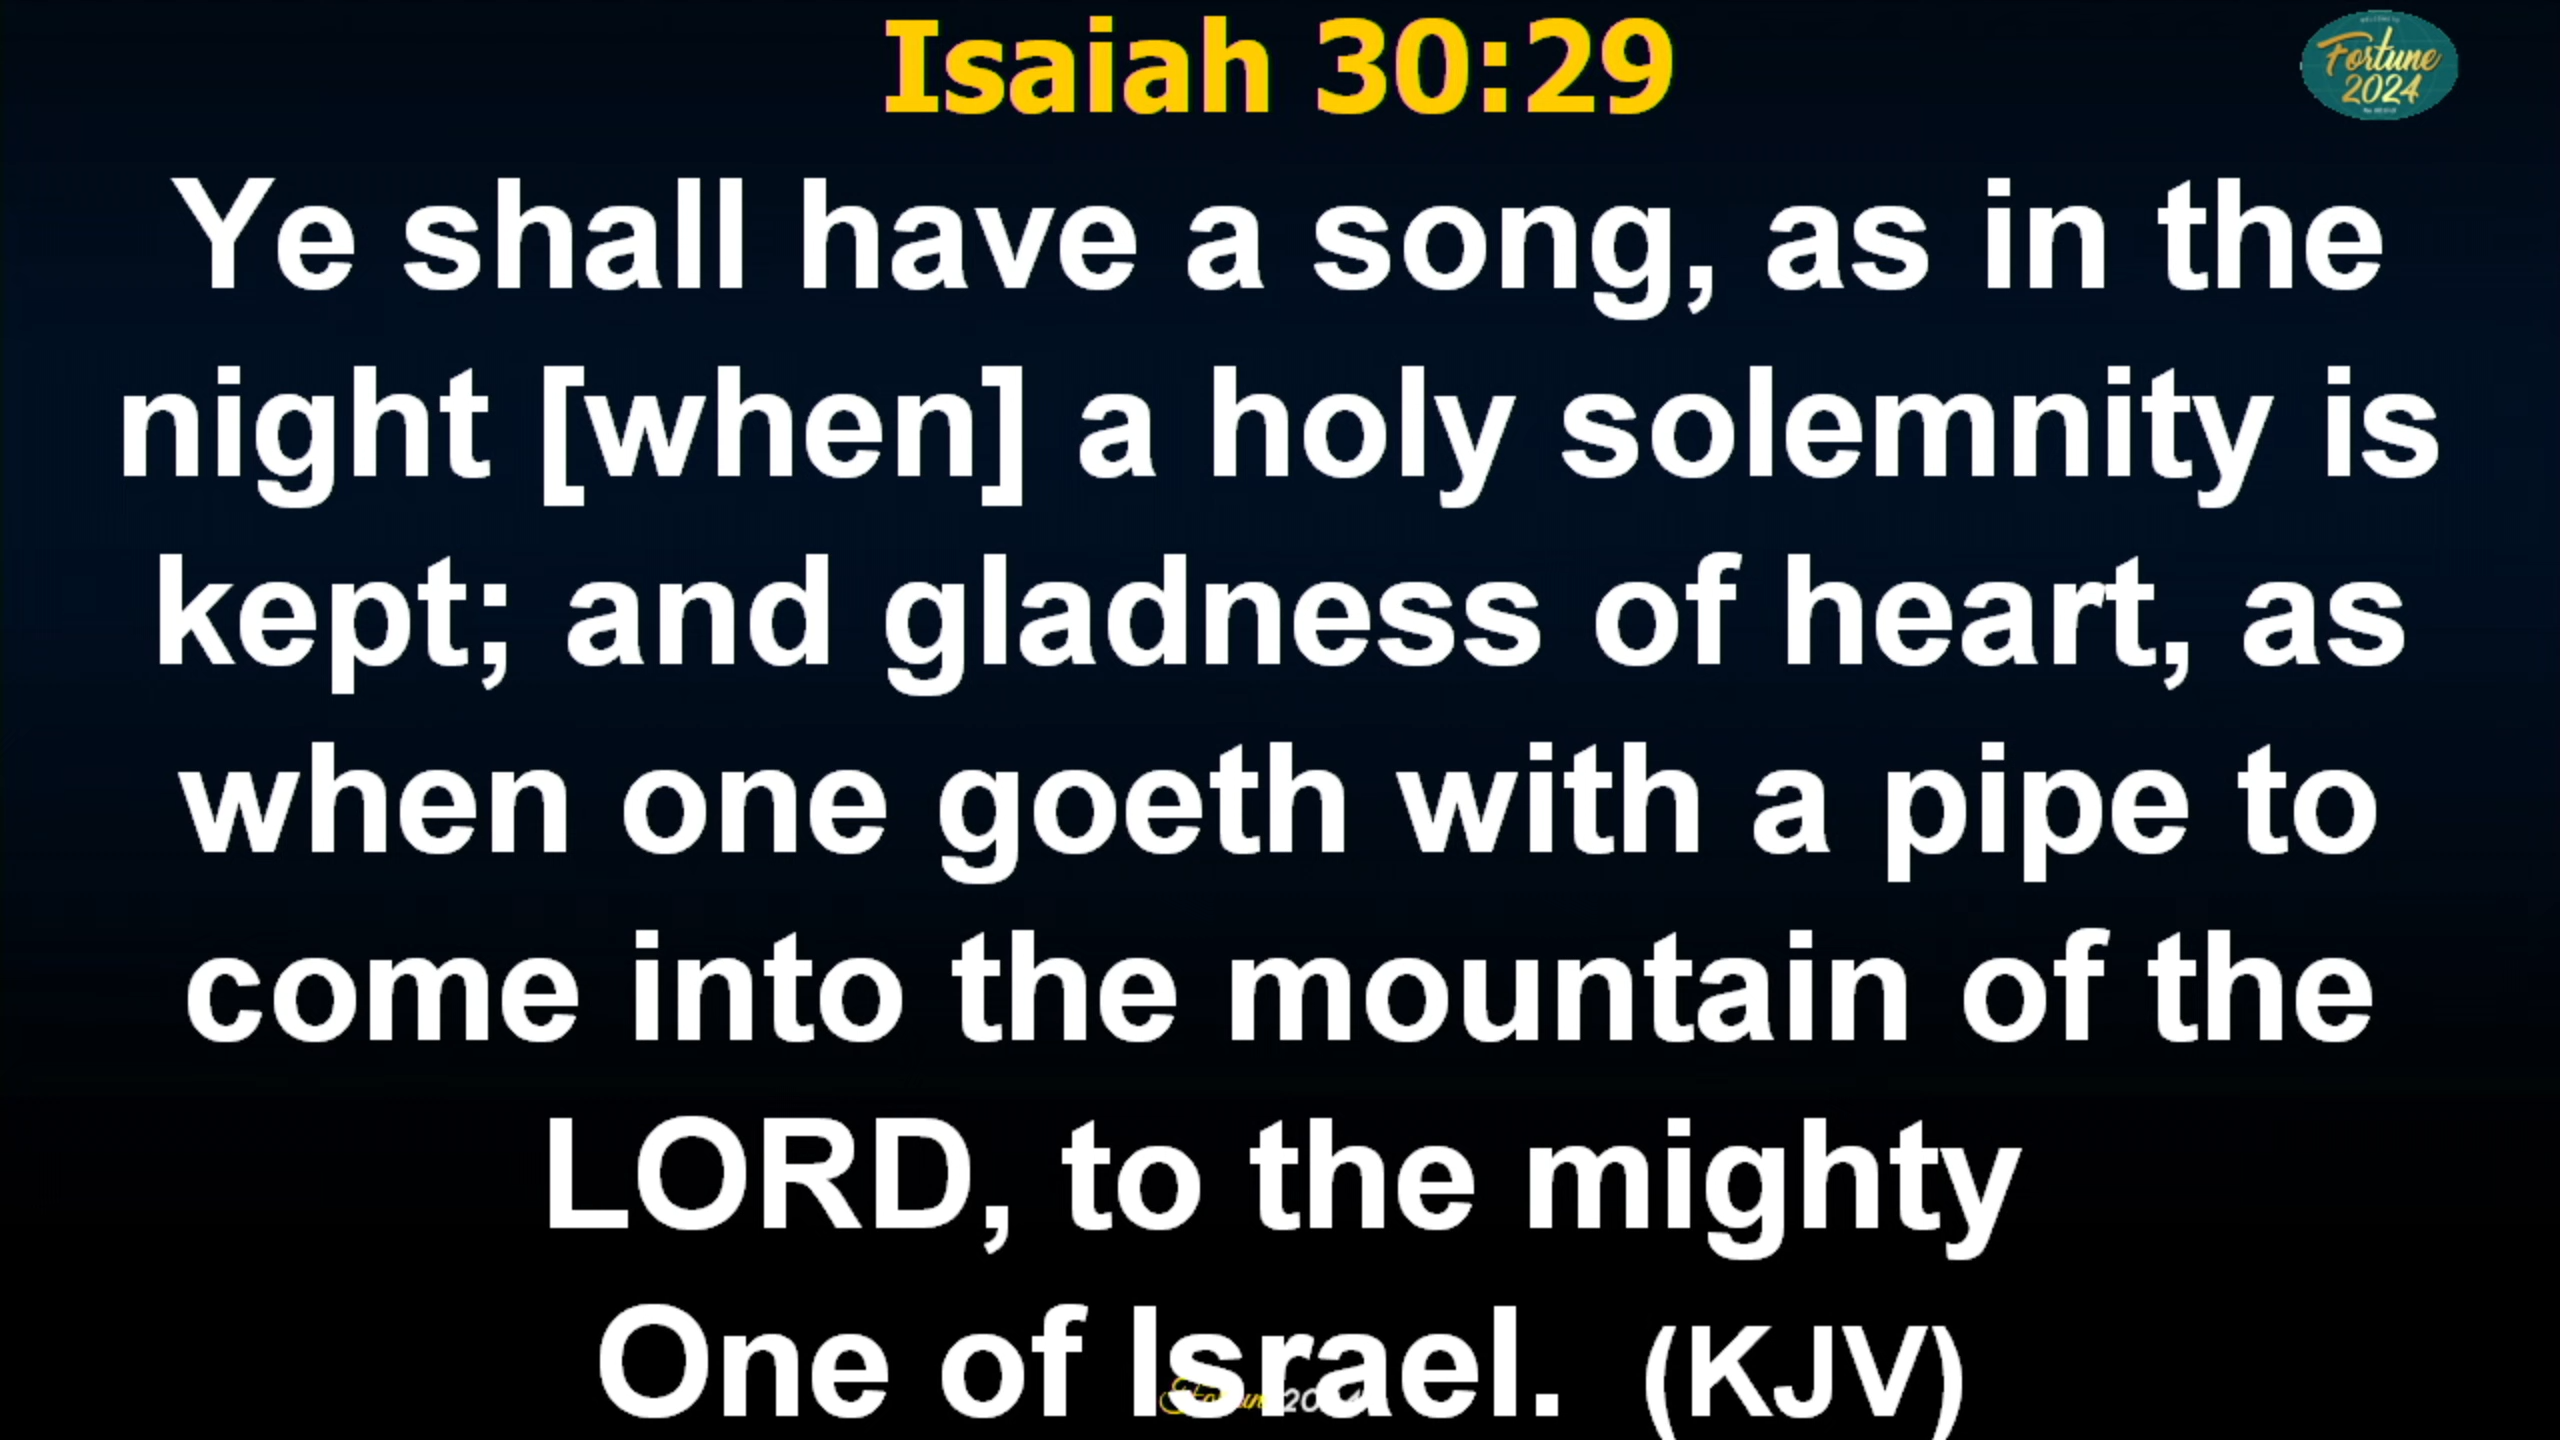 Isaiah 30:29
Fortune
2024
Ye shall have a song, as in the
night [when] a holy solemnity is
kept; and gladness of heart, as
when one goeth with a pipe to
come into the mountain of the
LORD, to the mighty
One of Israel. (KJV)